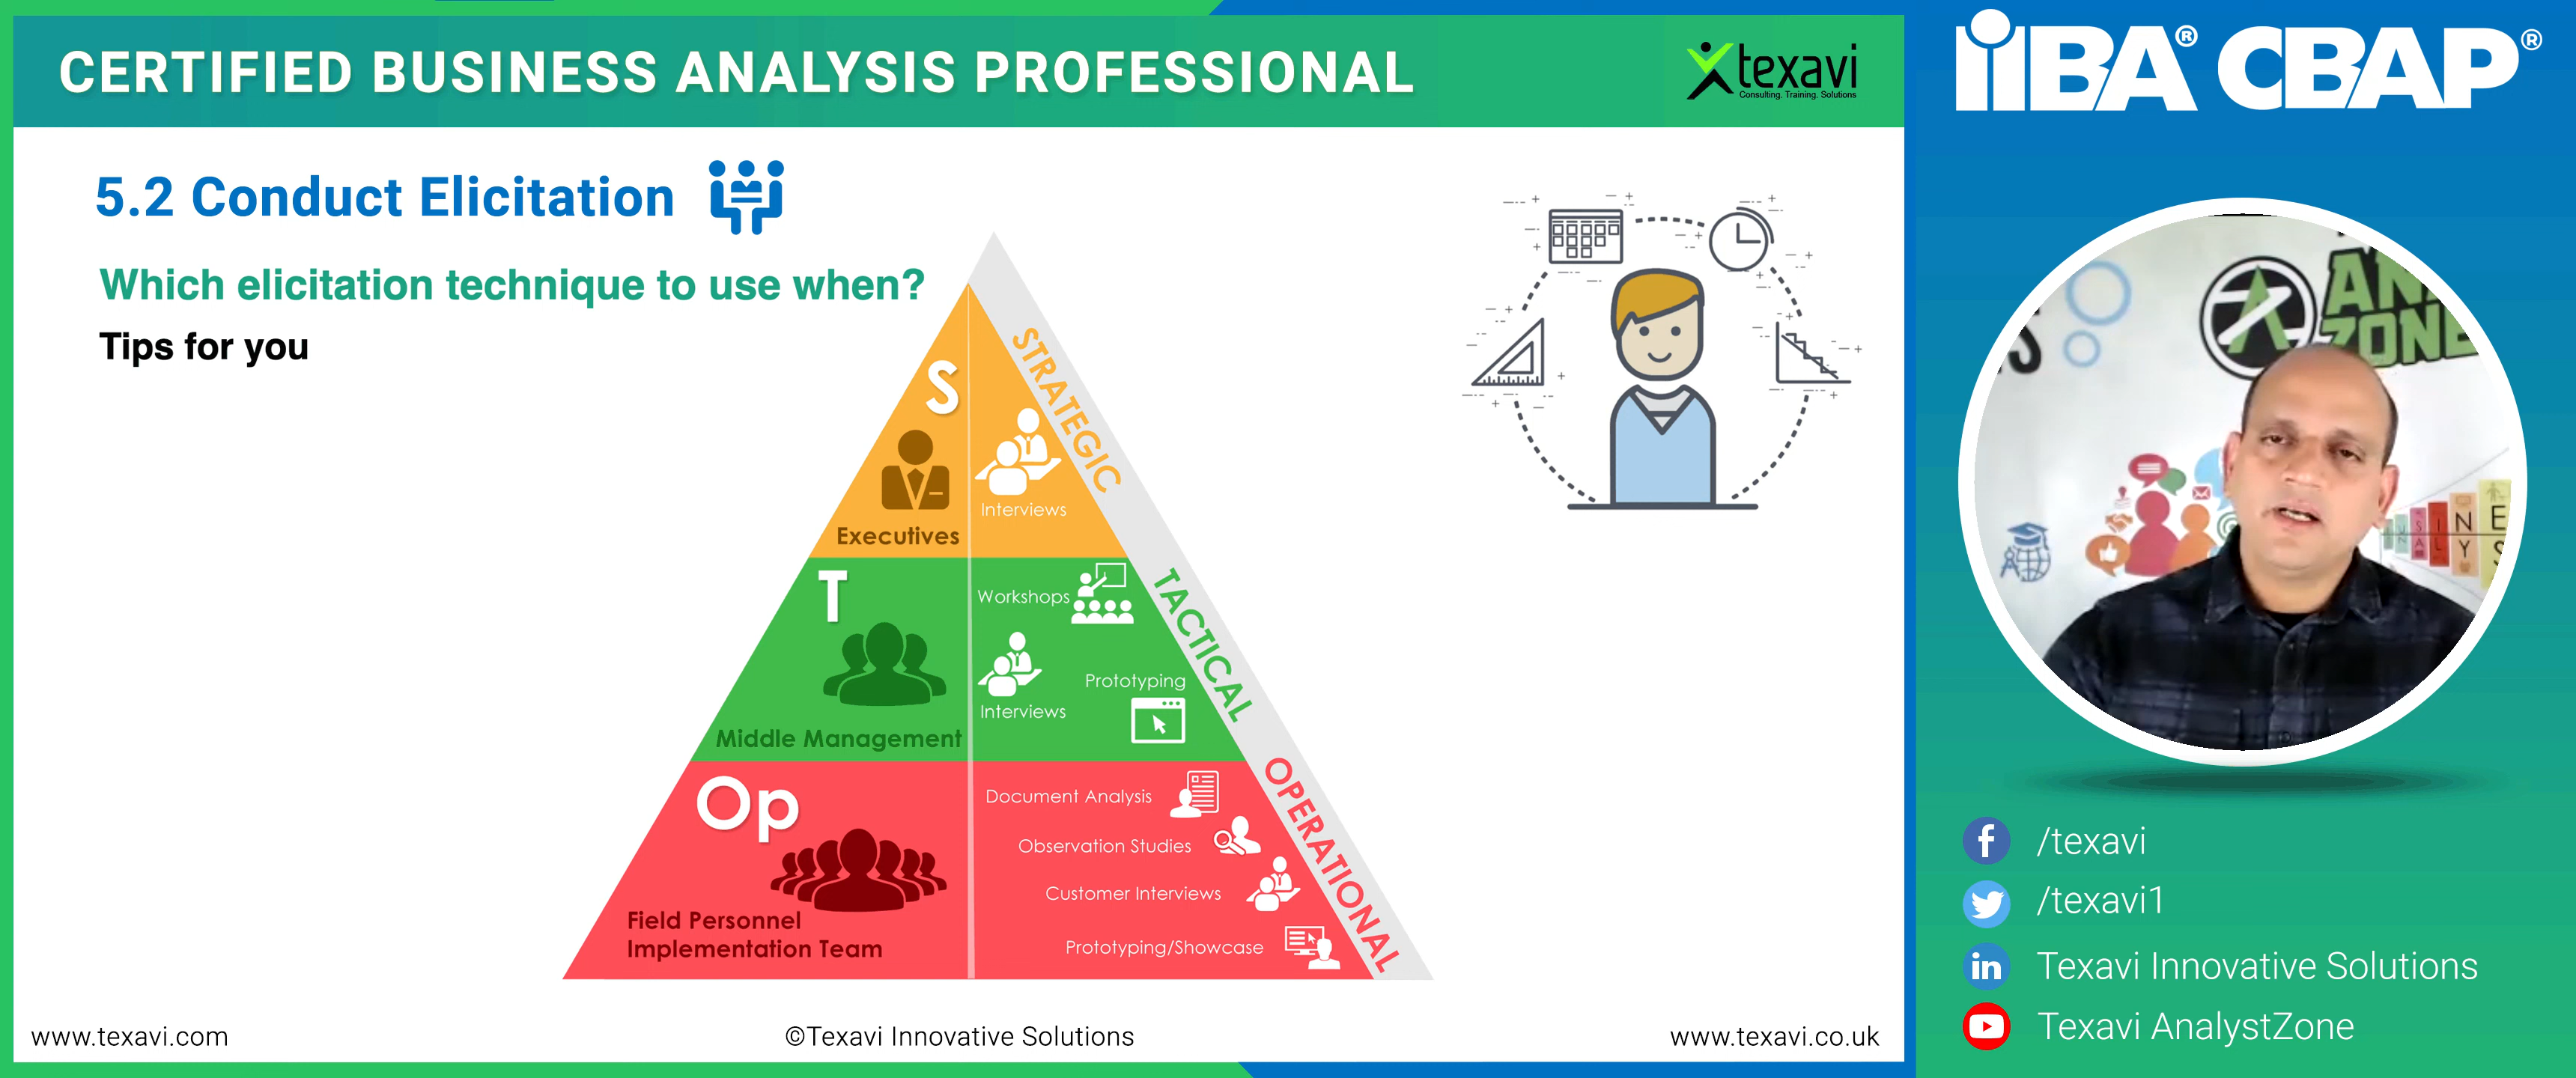 CERTIFIED BUSINESS ANALYSIS PROFESSIONAL
texavi
Consulting. Training. Solutions
IIBA® CBAP®
5.2 Conduct Elicitation
Which elicitation technique to use when?
Tips for you
S
Executives
Interviews
STRATEGIC
T
Middle Management
Workshops
Interviews
Prototyping
TACTICAL
Op
Field Personnel
Implementation Team
Document Analysis
Observation Studies
Customer Interviews
Prototyping/Showcase
OPERATIONAL
ZONE
/texavi
/texavi1
in Texavi Innovative Solutions
Texavi AnalystZone
www.texavi.com
©Texavi Innovative Solutions
www.texavi.co.uk